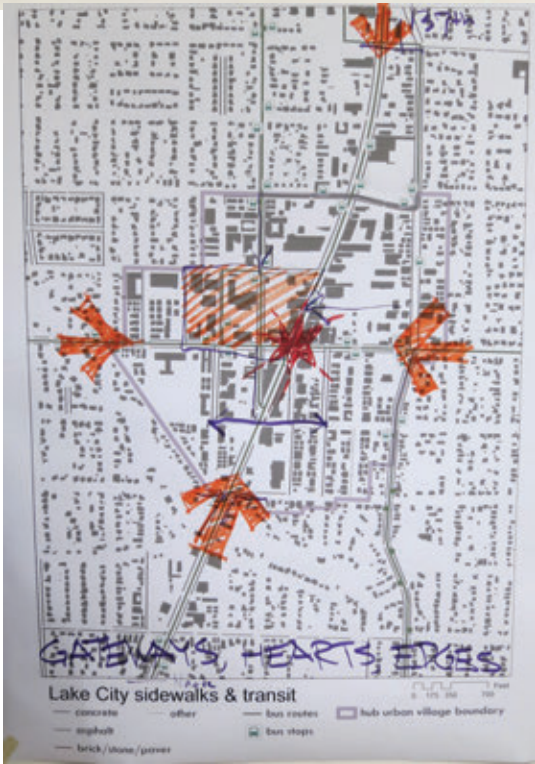 137th
GATEWAYS, HEARTS, EDGES
Lake City sidewalks & transit
concrete other bus routes hub urban village boundary
asphalt bus stops
brick/stone/paver
Feet